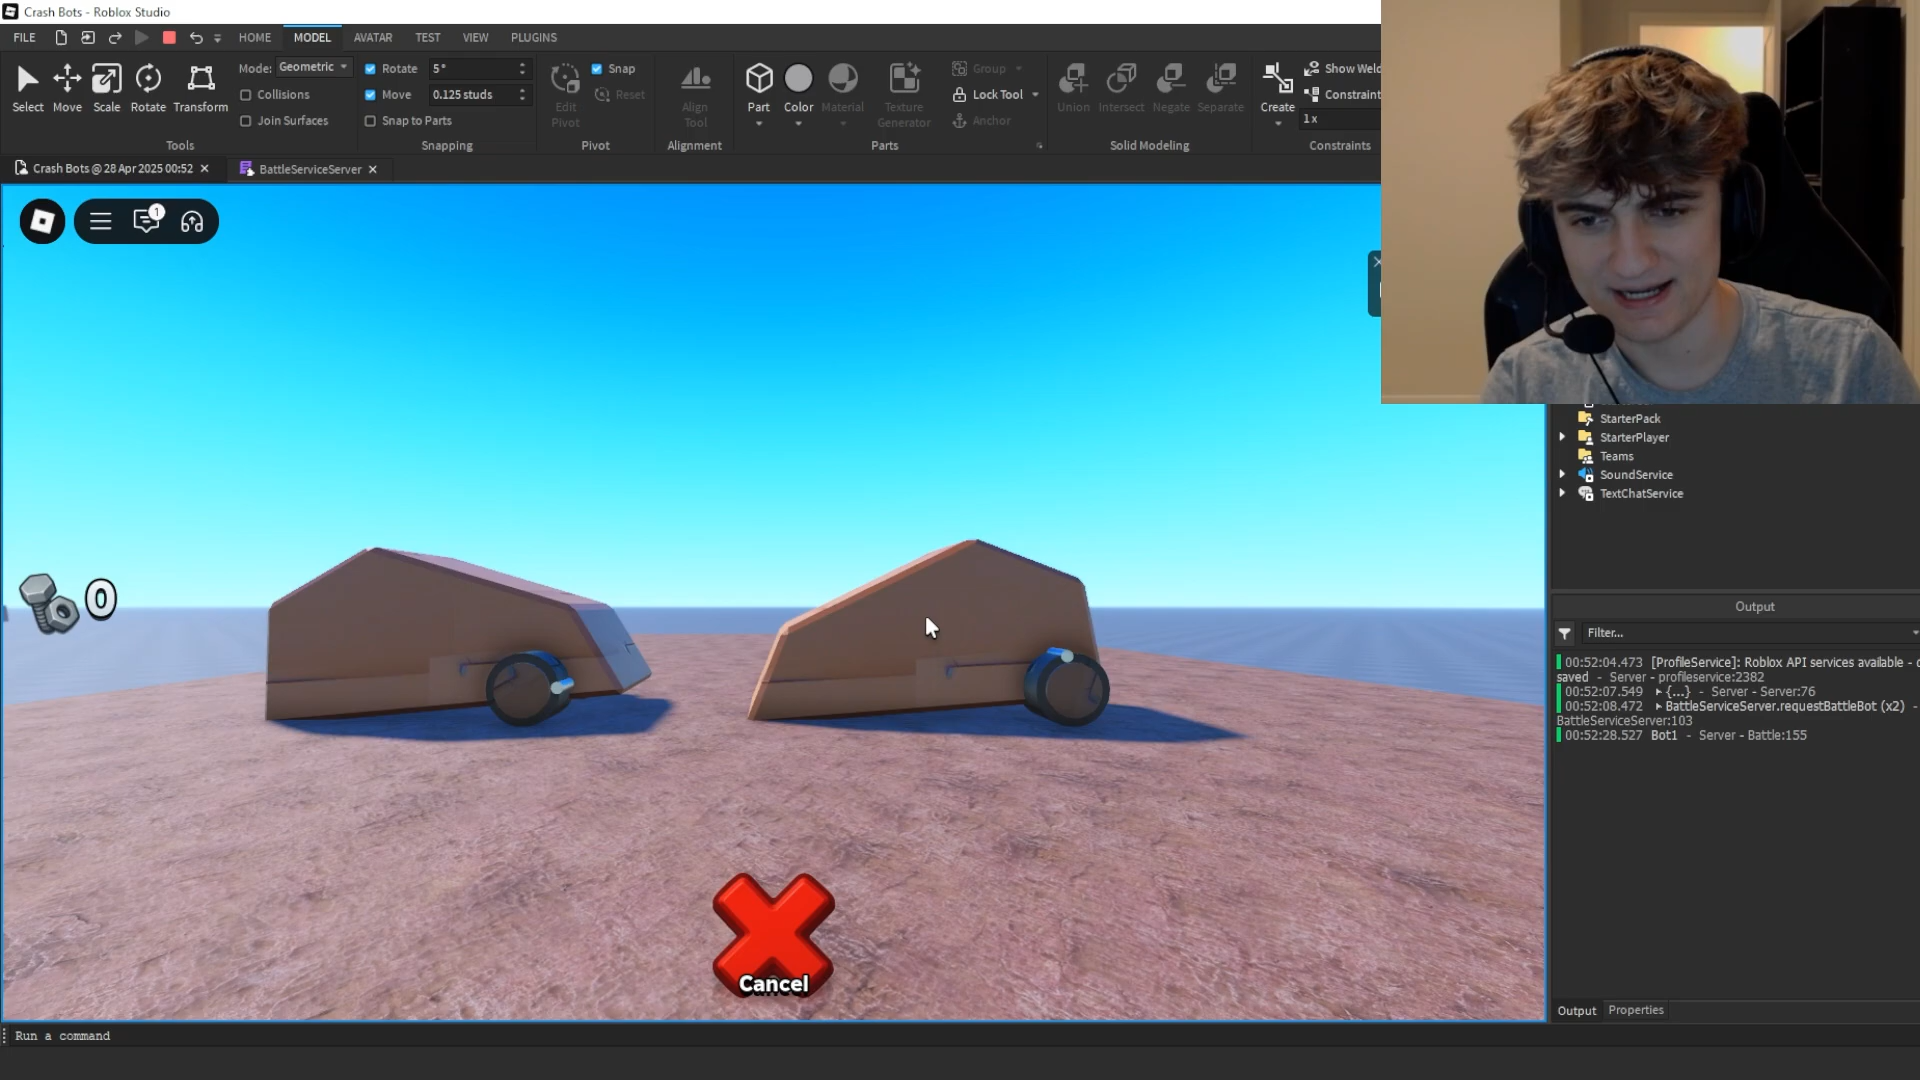 Crash Bots - Roblox Studio
FILE HOME MODEL AVATAR TEST VIEW PLUGINS
Select Move Scale Rotate Transform
Mode: Geometric
Collisions
Join Surfaces
Tools
Rotate 5°
Move 0.125 studs
Snap to Parts
Snapping
Edit Pivot
Snap
Reset
Pivot
Align Tool
Alignment
Part Color Material Texture Generator
Group
Lock Tool
Anchor
Parts
Union Intersect Negate Separate
Solid Modeling
Create
Show Weld
Constraint
1x
Constraints
Crash Bots @ 28 Apr 2025 00:52
BattleServiceServer
1
0
Cancel
StarterPack
StarterPlayer
Teams
SoundService
TextChatService
Output
Filter...
00:52:04.473 [ProfileService]: Roblox API services available -
saved - Server - profileservice:2382
00:52:07.549 {...} - Server - Server:76
00:52:08.472 BattleServiceServer.requestBattleBot (x2) -
BattleServiceServer:103
00:52:28.527 Bot1 - Server - Battle:155
Output Properties
Run a command